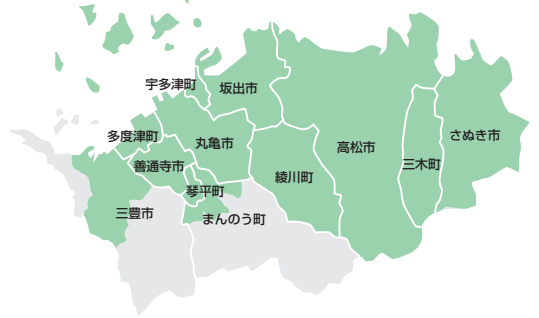 宇多津町
坂出市
多度津町
丸亀市
さぬき市
高松市
善通寺市
三木町
綾川町
琴平町
三豊市
まんのう町